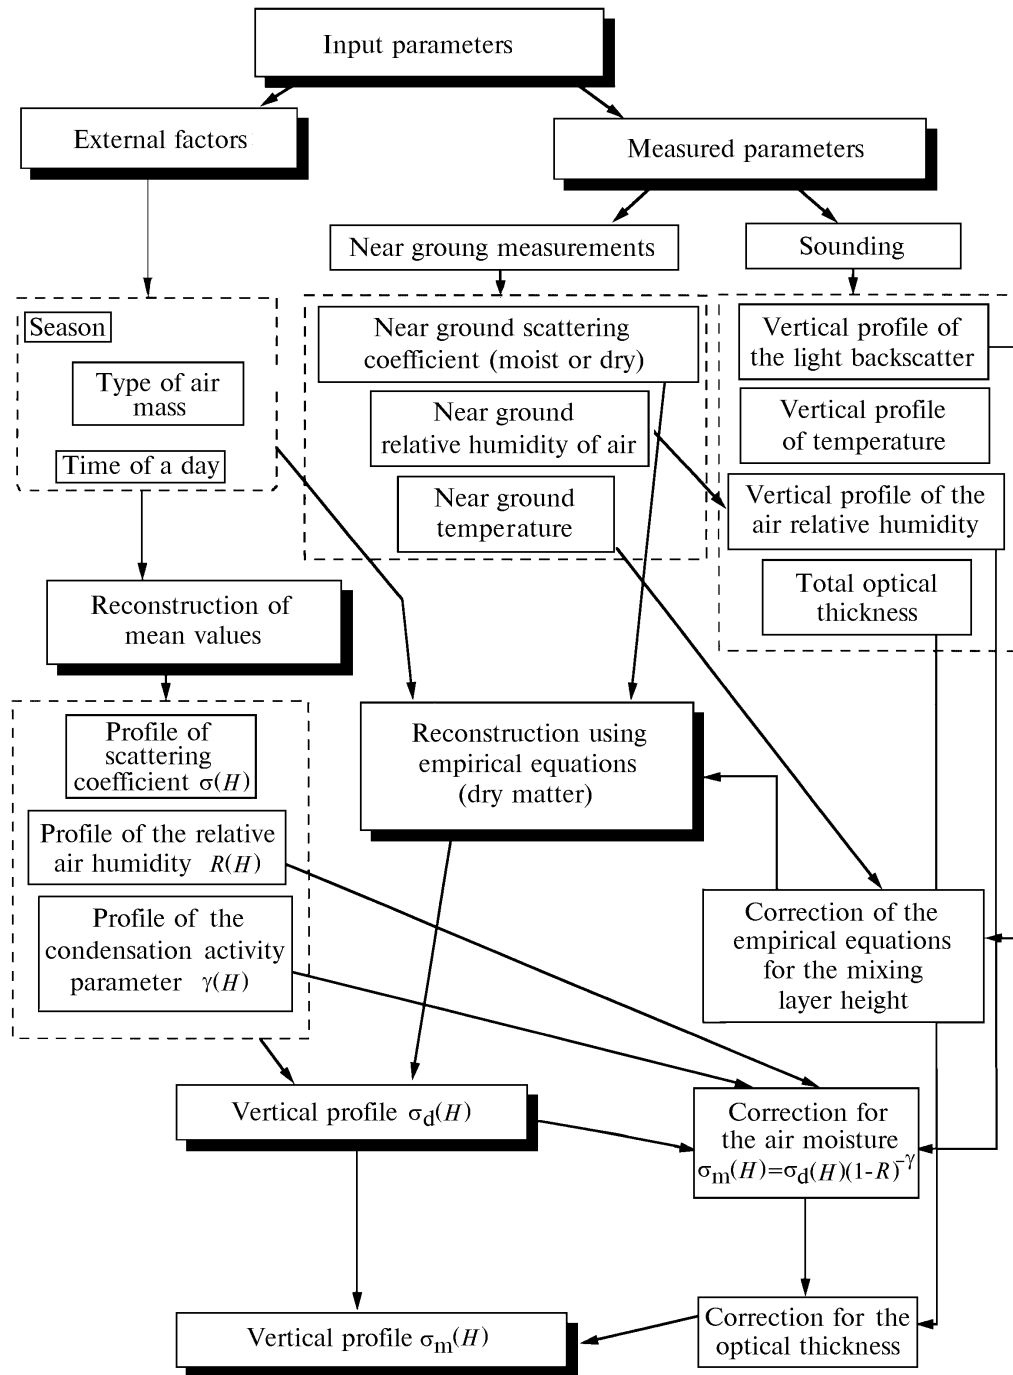 Input parameters
External factors
Measured parameters
Near groung measurements
Sounding
Season
Type of air
mass
Time of a day
Near ground scattering
coefficient (moist or dry)
Near ground
relative humidity of air
Near ground
temperature
Vertical profile of
the light backscatter
Vertical profile
of temperature
Vertical profile of the
air relative humidity
Total optical
thickness
Reconstruction of
mean values
Profile of
scattering
coefficient σ(H)
Profile of the relative
air humidity R(H)
Profile of the
condensation activity
parameter γ(H)
Reconstruction using
empirical equations
(dry matter)
Correction of the
empirical equations
for the mixing
layer height
Vertical profile σd(H)
Correction for
the air moisture
σm(H)=σd(H)(1-R)^-γ
Vertical profile σm(H)
Correction for the
optical thickness